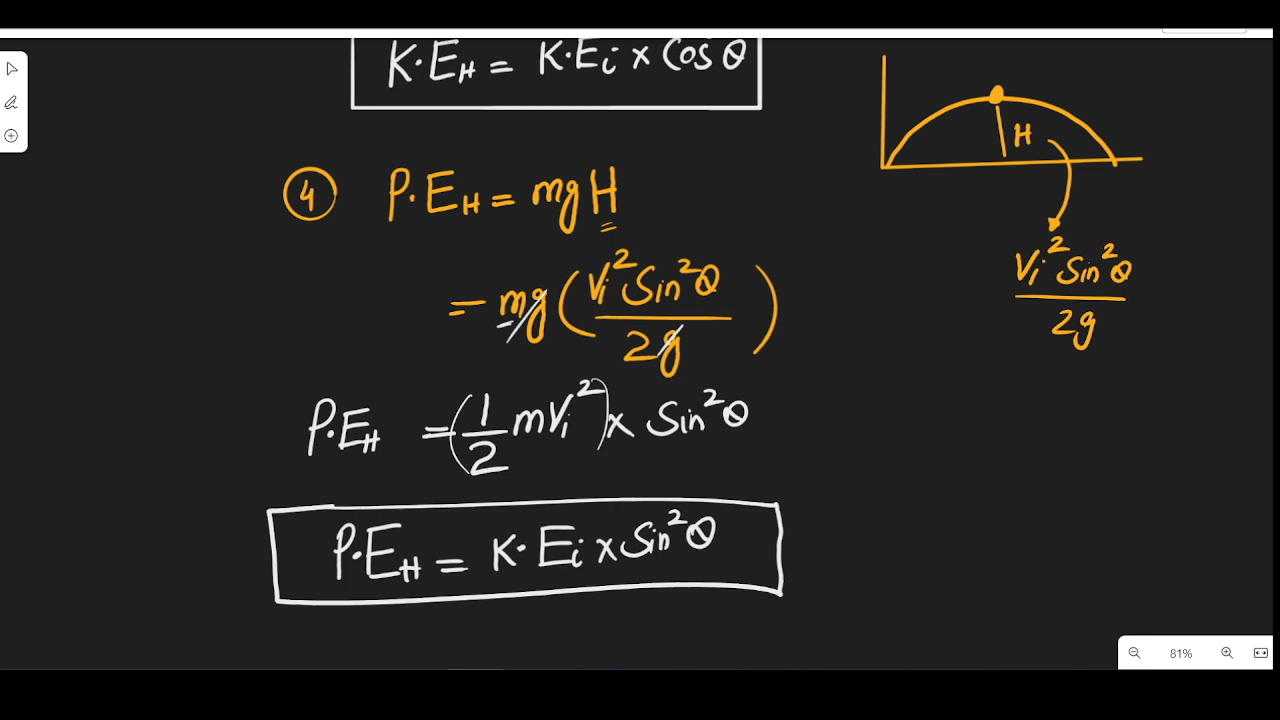 K.E_H = K.E_i × Cos θ
④ P.E_H = mgH
= mg (V_i² Sin²θ / 2g)
P.E_H = (1/2 mV_i²) × Sin²θ
P.E_H = K.E_i × Sin²θ
H
V_i² Sin²θ / 2g
81%